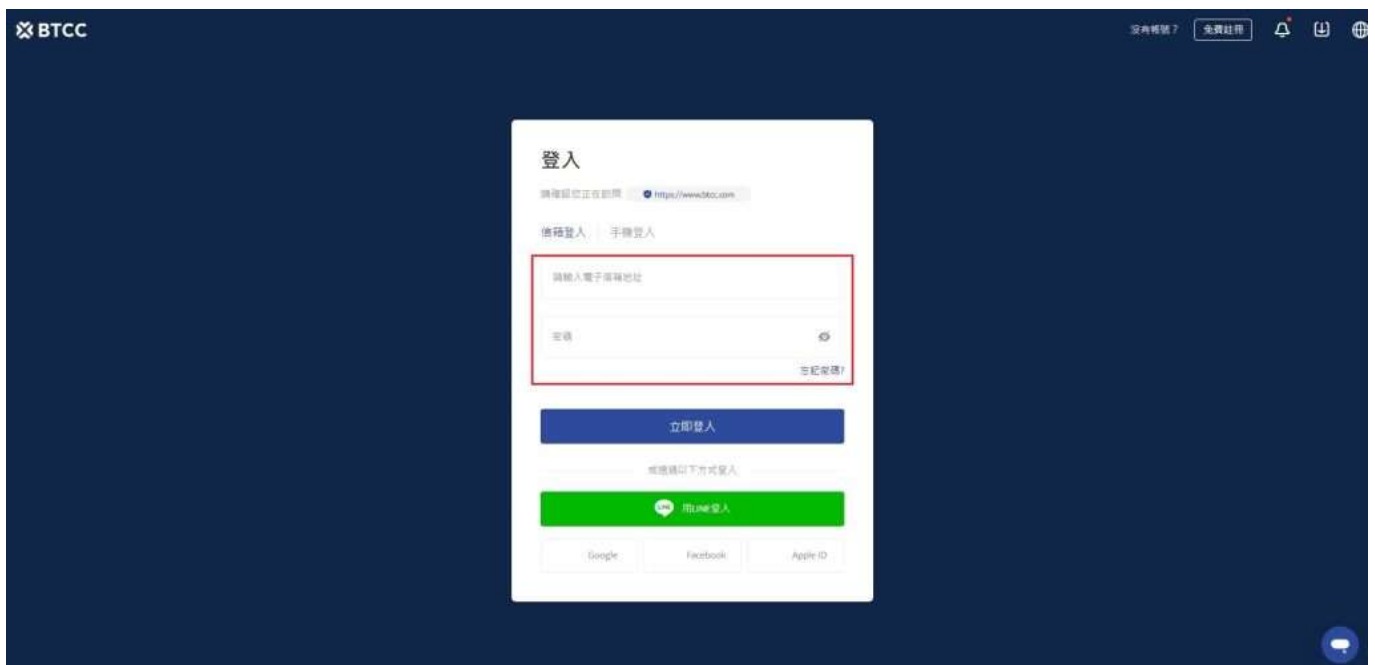 BTCC
沒有帳號？ 免費註冊
登入
請確認您正在訪問 https://www.btcc.com
信箱登入 手機登入
請輸入電子信箱地址
密碼
忘記密碼?
立即登入
或透過以下方式登入
LINE 用LINE登入
Google Facebook Apple ID